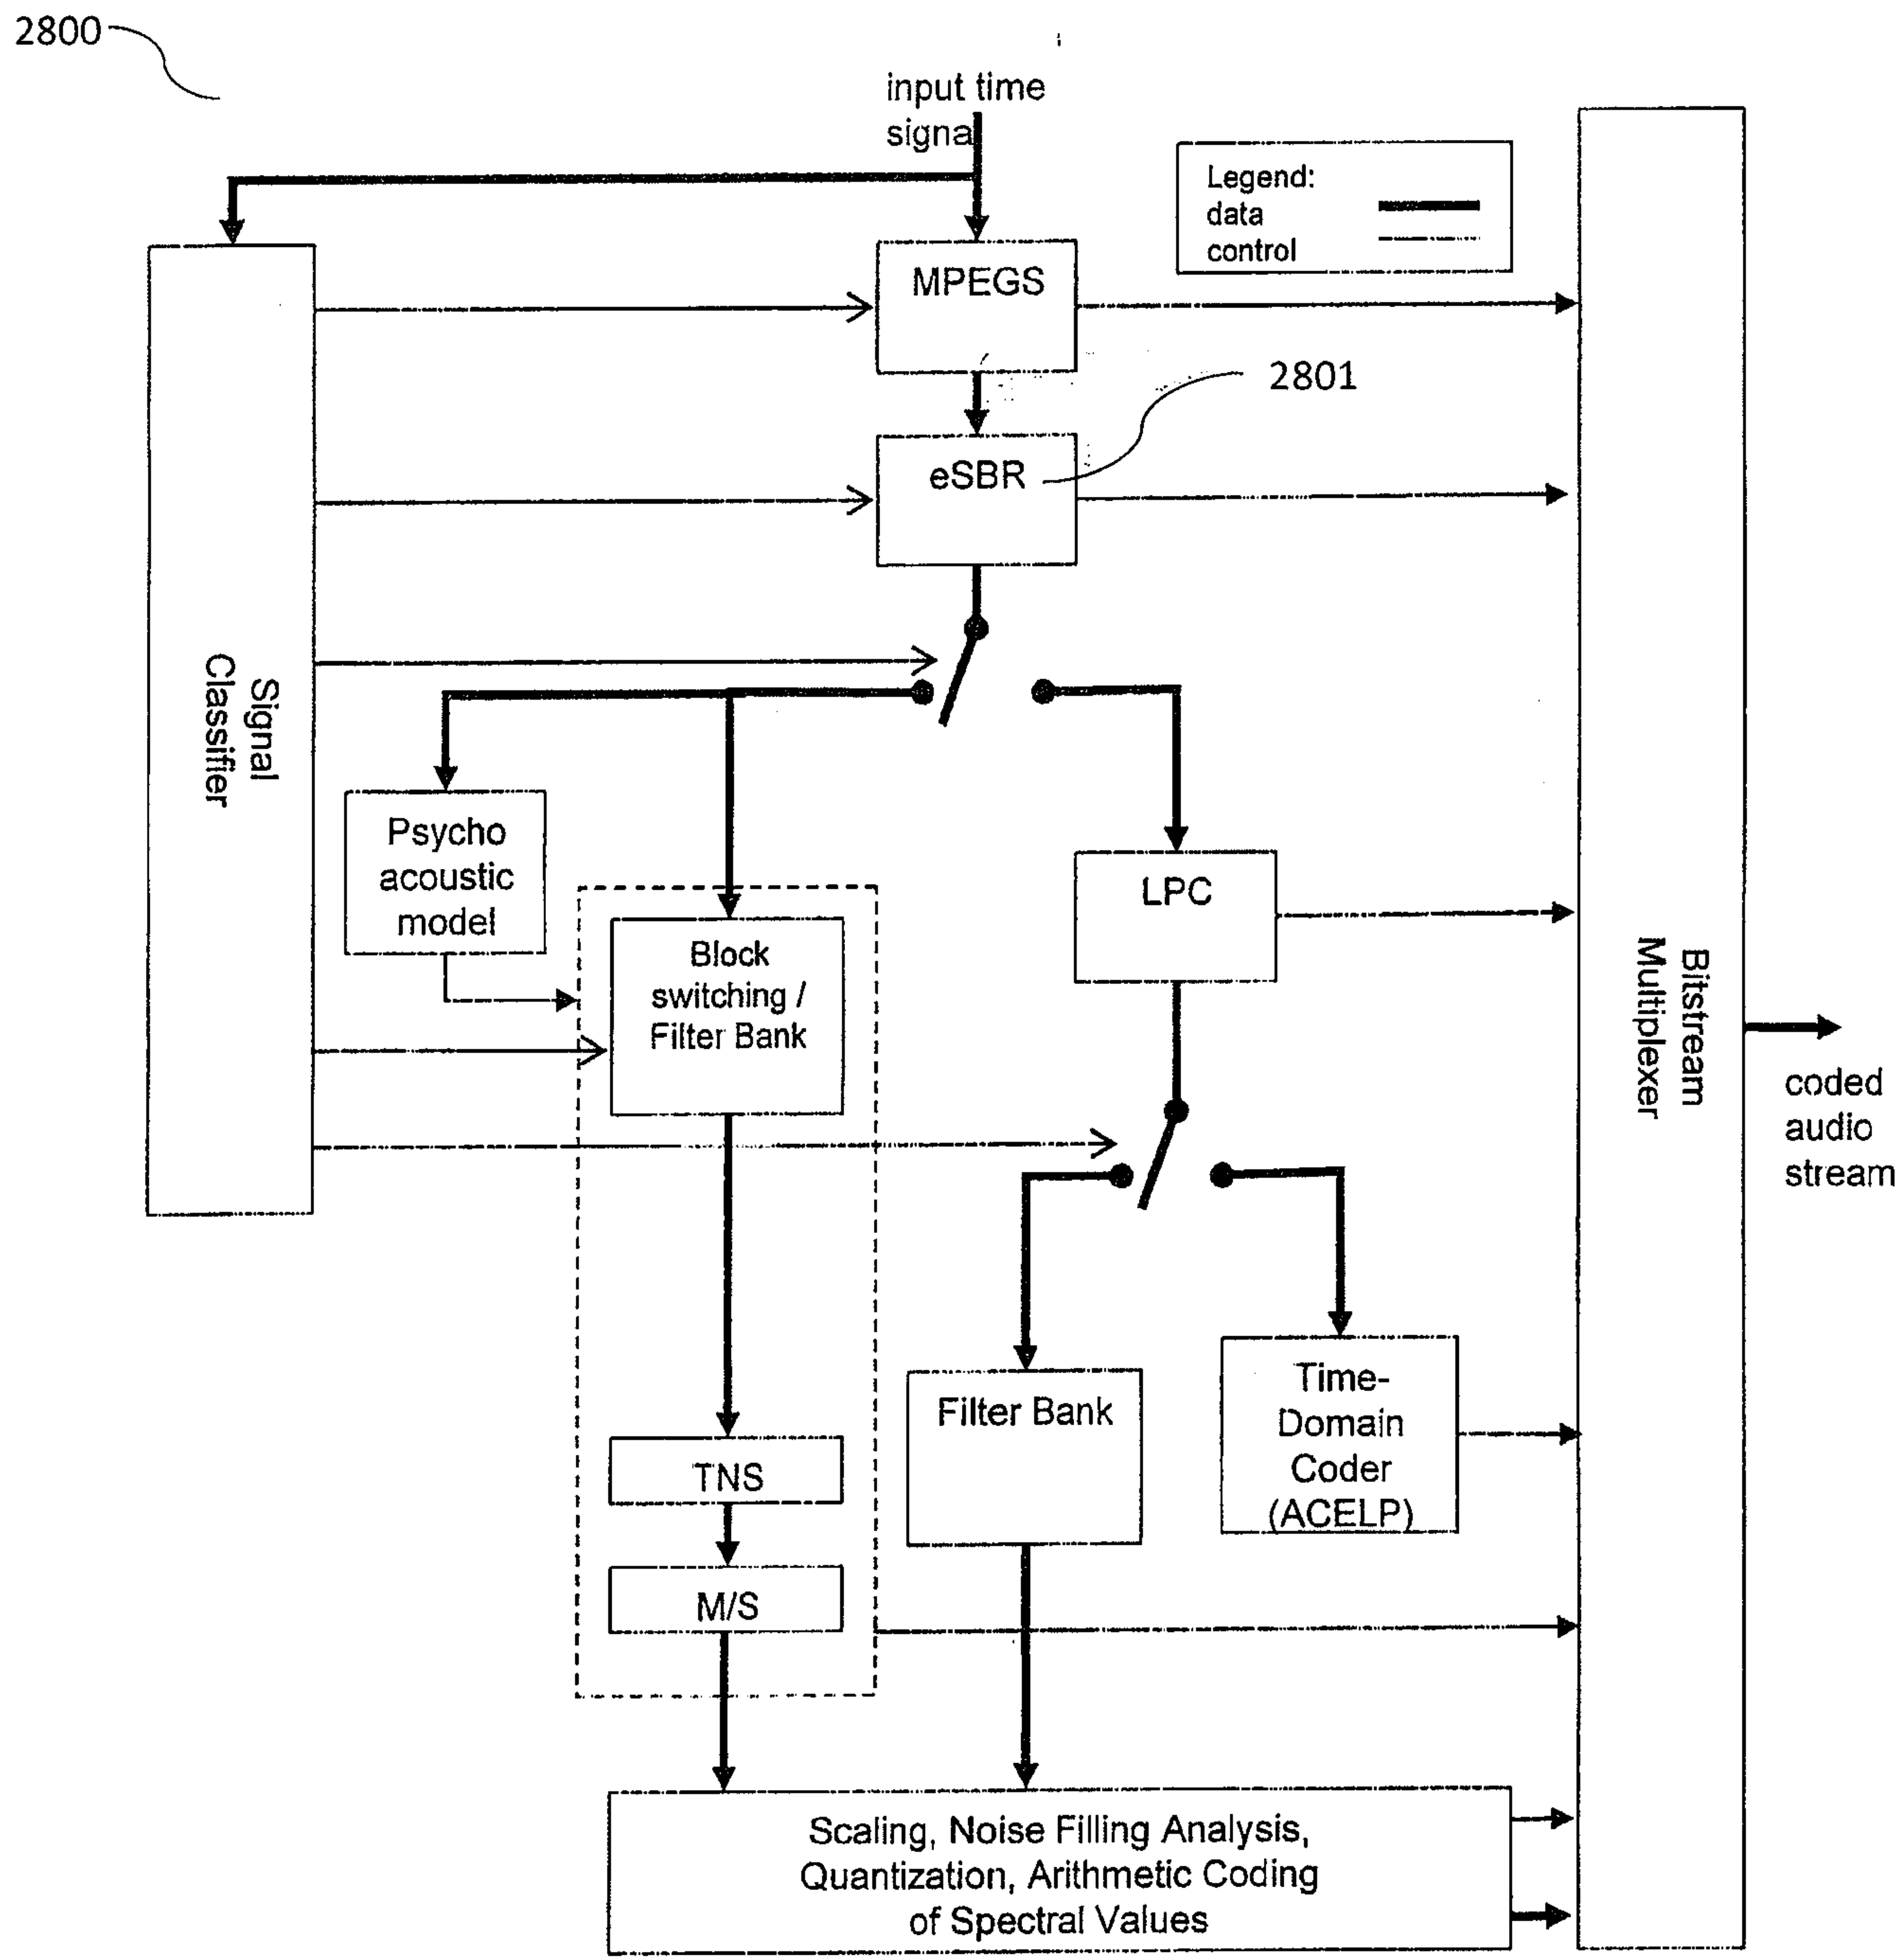 2800
input time
signal
Legend:
data
control
MPEGS
2801
eSBR
Signal
Classifier
Psycho
acoustic
model
Block
switching /
Filter Bank
LPC
Bitstream
Multiplexer
coded
audio
stream
TNS
M/S
Filter Bank
Time-
Domain
Coder
(ACELP)
Scaling, Noise Filling Analysis,
Quantization, Arithmetic Coding
of Spectral Values